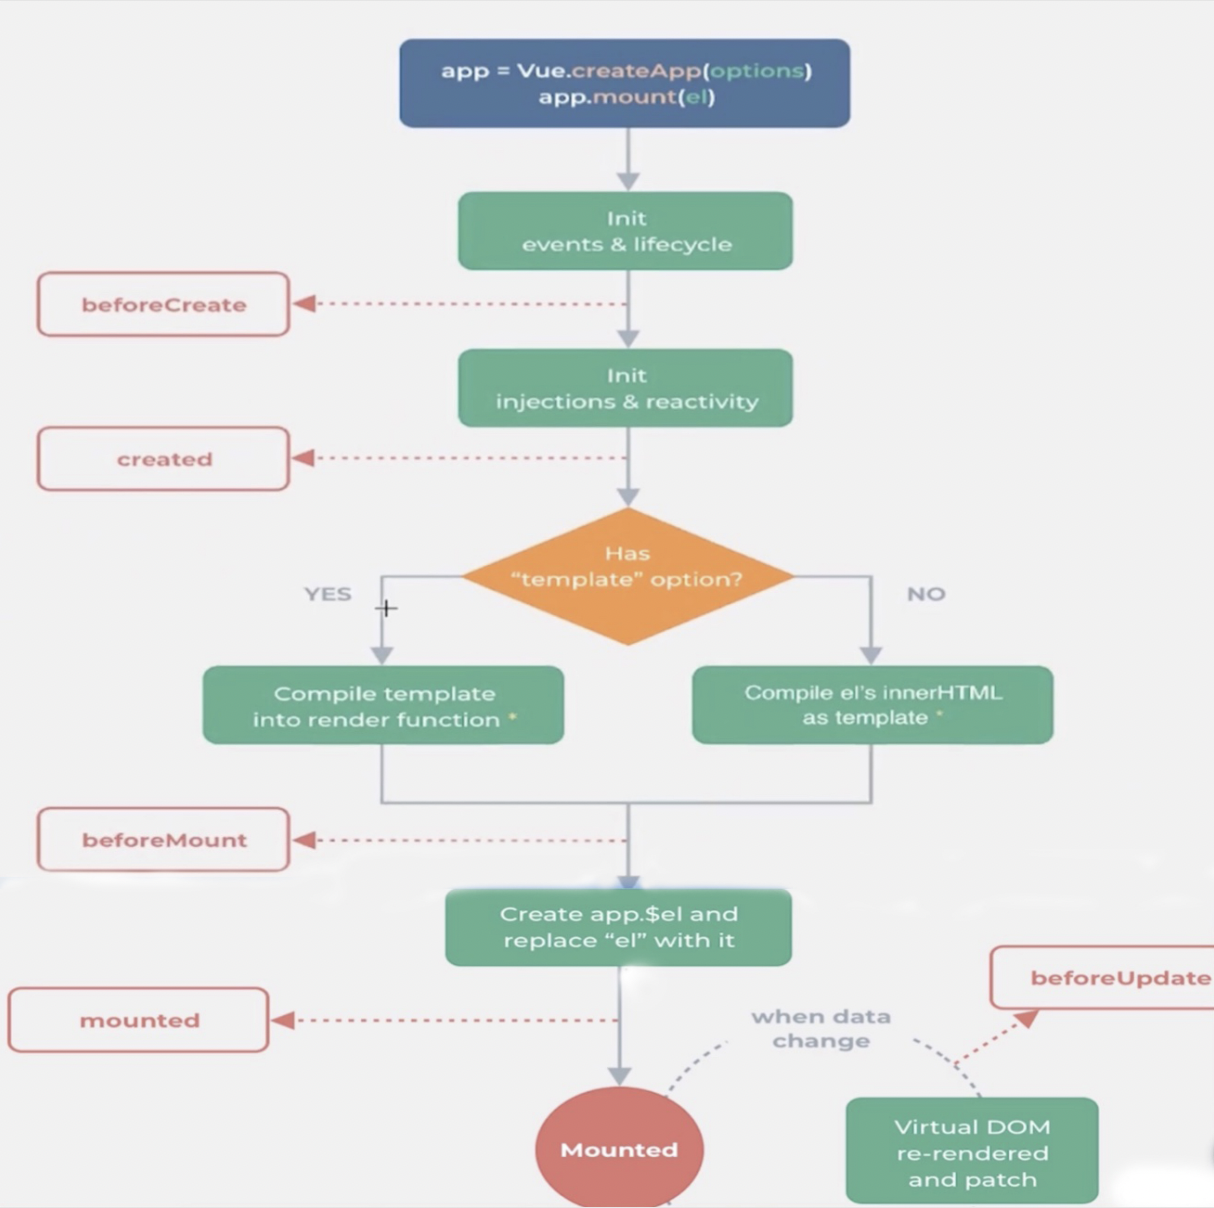 app = Vue.createApp(options)
app.mount(el)
Init
events & lifecycle
beforeCreate
Init
injections & reactivity
created
Has
“template” option?
YES
NO
Compile template
into render function *
Compile el's innerHTML
as template *
beforeMount
Create app.$el and
replace “el” with it
beforeUpdate
mounted
when data
change
Mounted
Virtual DOM
re-rendered
and patch